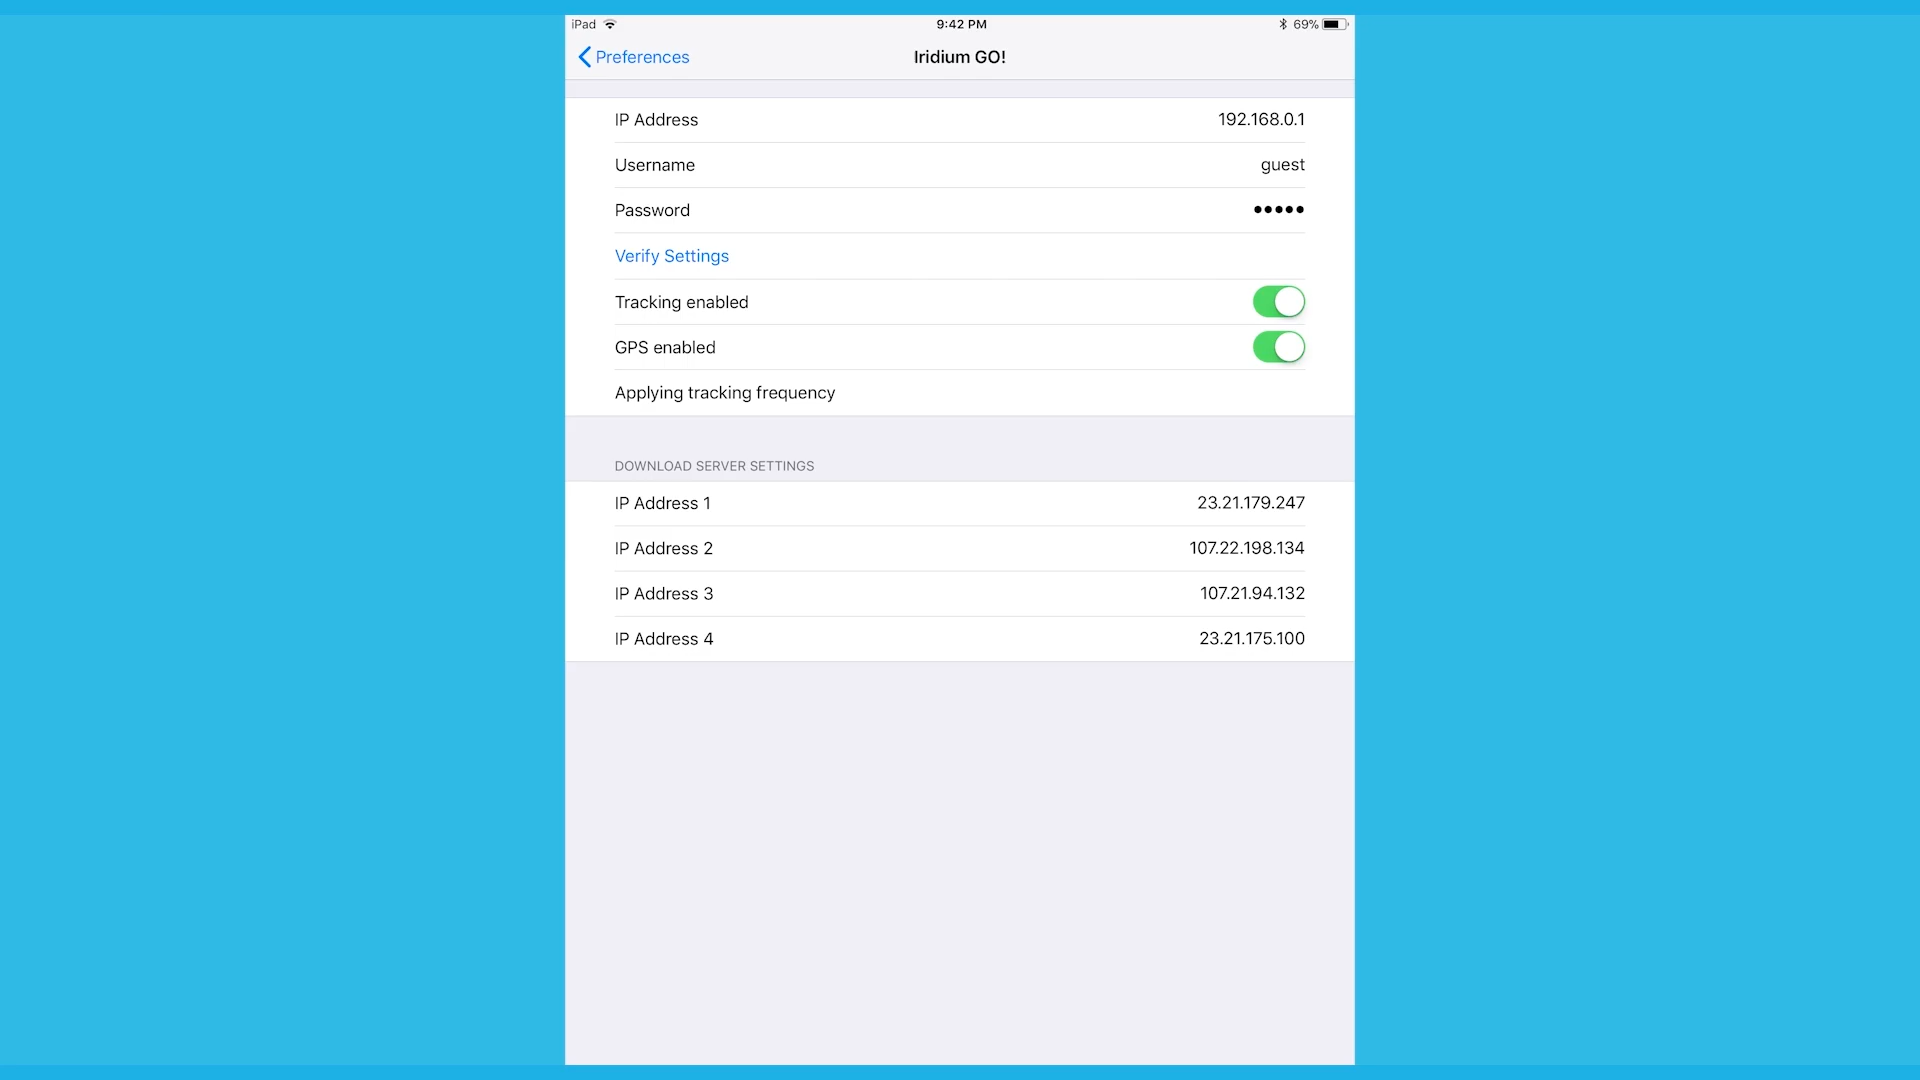 iPad 9:42 PM 69%
Preferences Iridium GO!
IP Address 192.168.0.1
Username guest
Password •••••
Verify Settings
Tracking enabled
GPS enabled
Applying tracking frequency
DOWNLOAD SERVER SETTINGS
IP Address 1 23.21.179.247
IP Address 2 107.22.198.134
IP Address 3 107.21.94.132
IP Address 4 23.21.175.100